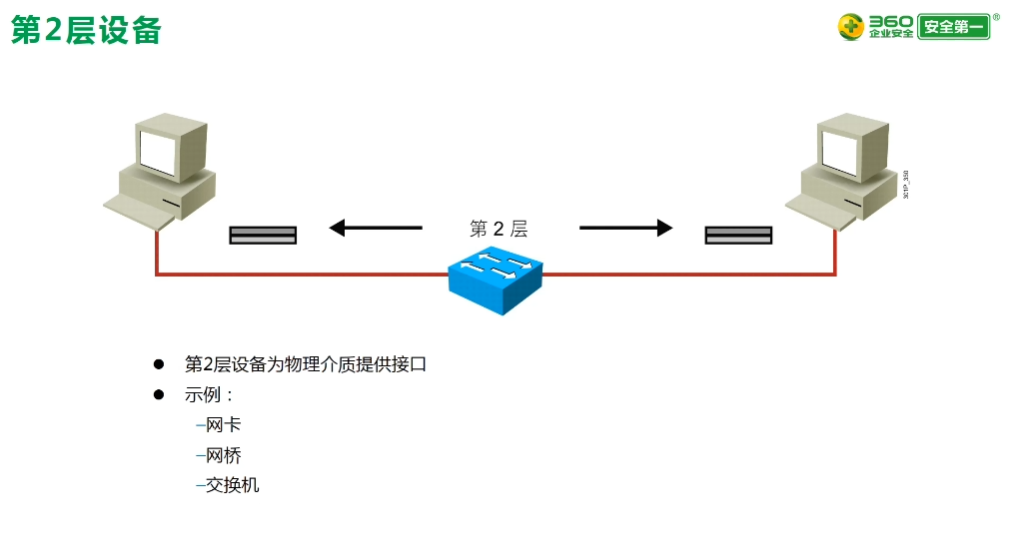 第2层设备
360
企业安全
安全第一
®
3CIP_350
第 2 层
● 第2层设备为物理介质提供接口
● 示例：
–网卡
–网桥
–交换机